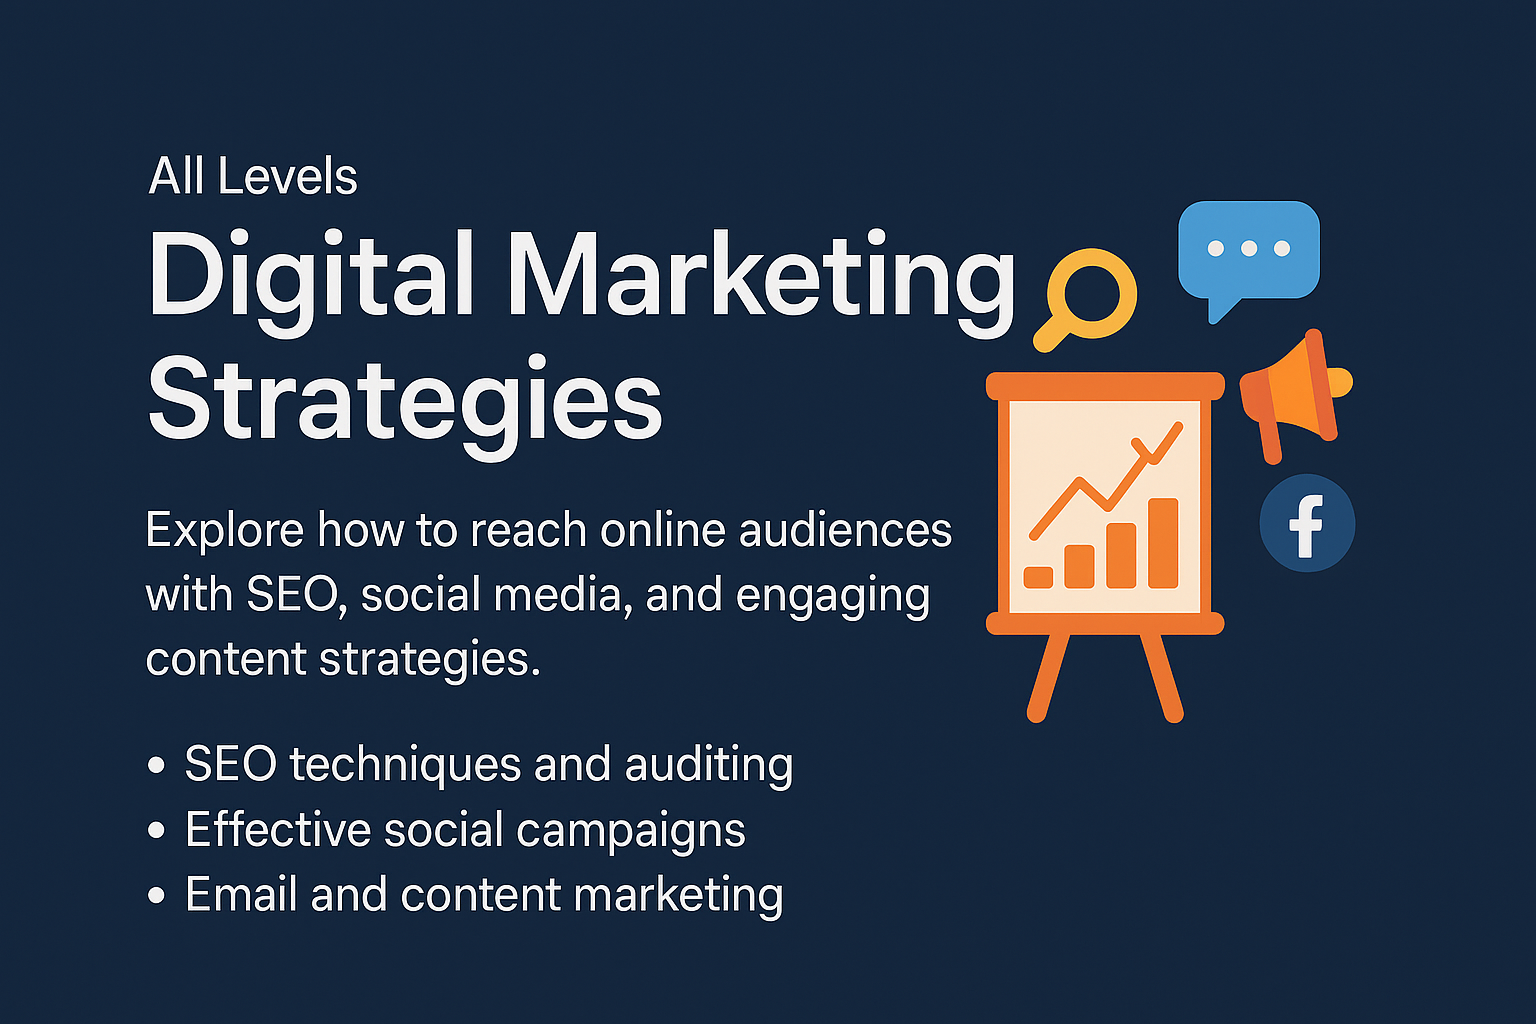 All Levels
Digital Marketing
Strategies
Explore how to reach online audiences
with SEO, social media, and engaging
content strategies.
• SEO techniques and auditing
• Effective social campaigns
• Email and content marketing
f